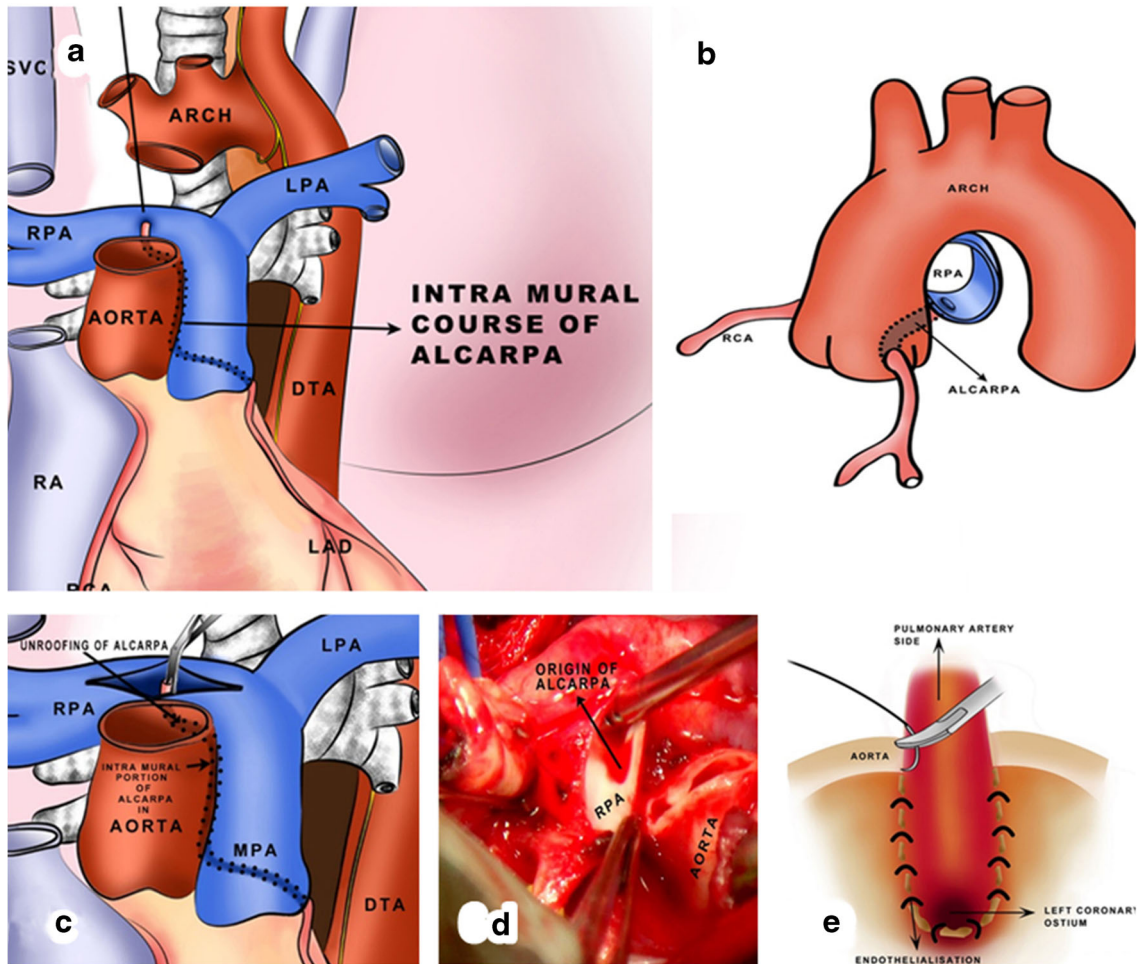 a
SVC
ARCH
LPA
RPA
AORTA
INTRA MURAL
COURSE OF
ALCARPA
DTA
RA
LAD
RCA
b
ARCH
RPA
RCA
ALCARPA
UNROOFING OF ALCARPA
LPA
RPA
INTRA MURAL
PORTION
OF
ALCARPA
IN
AORTA
MPA
DTA
c
ORIGIN OF
ALCARPA
RPA
AORTA
d
PULMONARY ARTERY
SIDE
AORTA
LEFT CORONARY
OSTIUM
ENDOTHELIALISATION
e